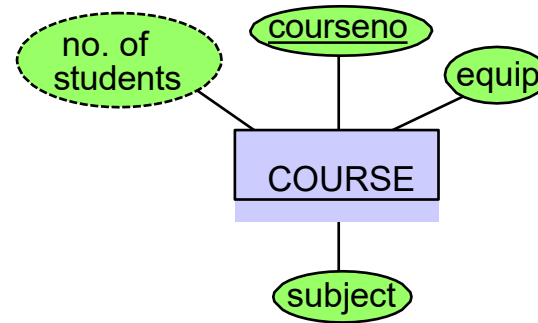 no. of
students
courseno
equip
COURSE
subject